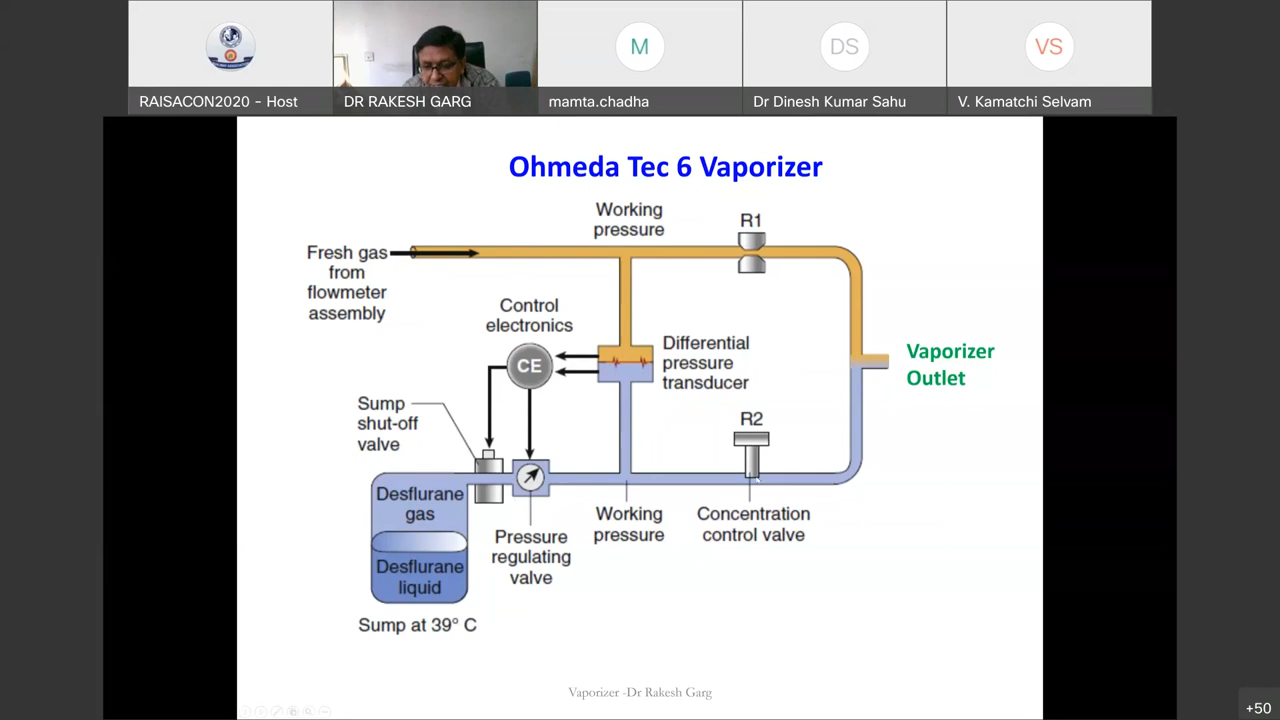 M
DS
VS
RAISACON2020 - Host
DR RAKESH GARG
mamta.chadha
Dr Dinesh Kumar Sahu
V. Kamatchi Selvam
Ohmeda Tec 6 Vaporizer
Working
pressure
R1
Fresh gas
from
flowmeter
assembly
Control
electronics
CE
Differential
pressure
transducer
Vaporizer
Outlet
Sump
shut-off
valve
R2
Desflurane
gas
Desflurane
liquid
Pressure
regulating
valve
Working
pressure
Concentration
control valve
Sump at 39° C
Vaporizer -Dr Rakesh Garg
+50